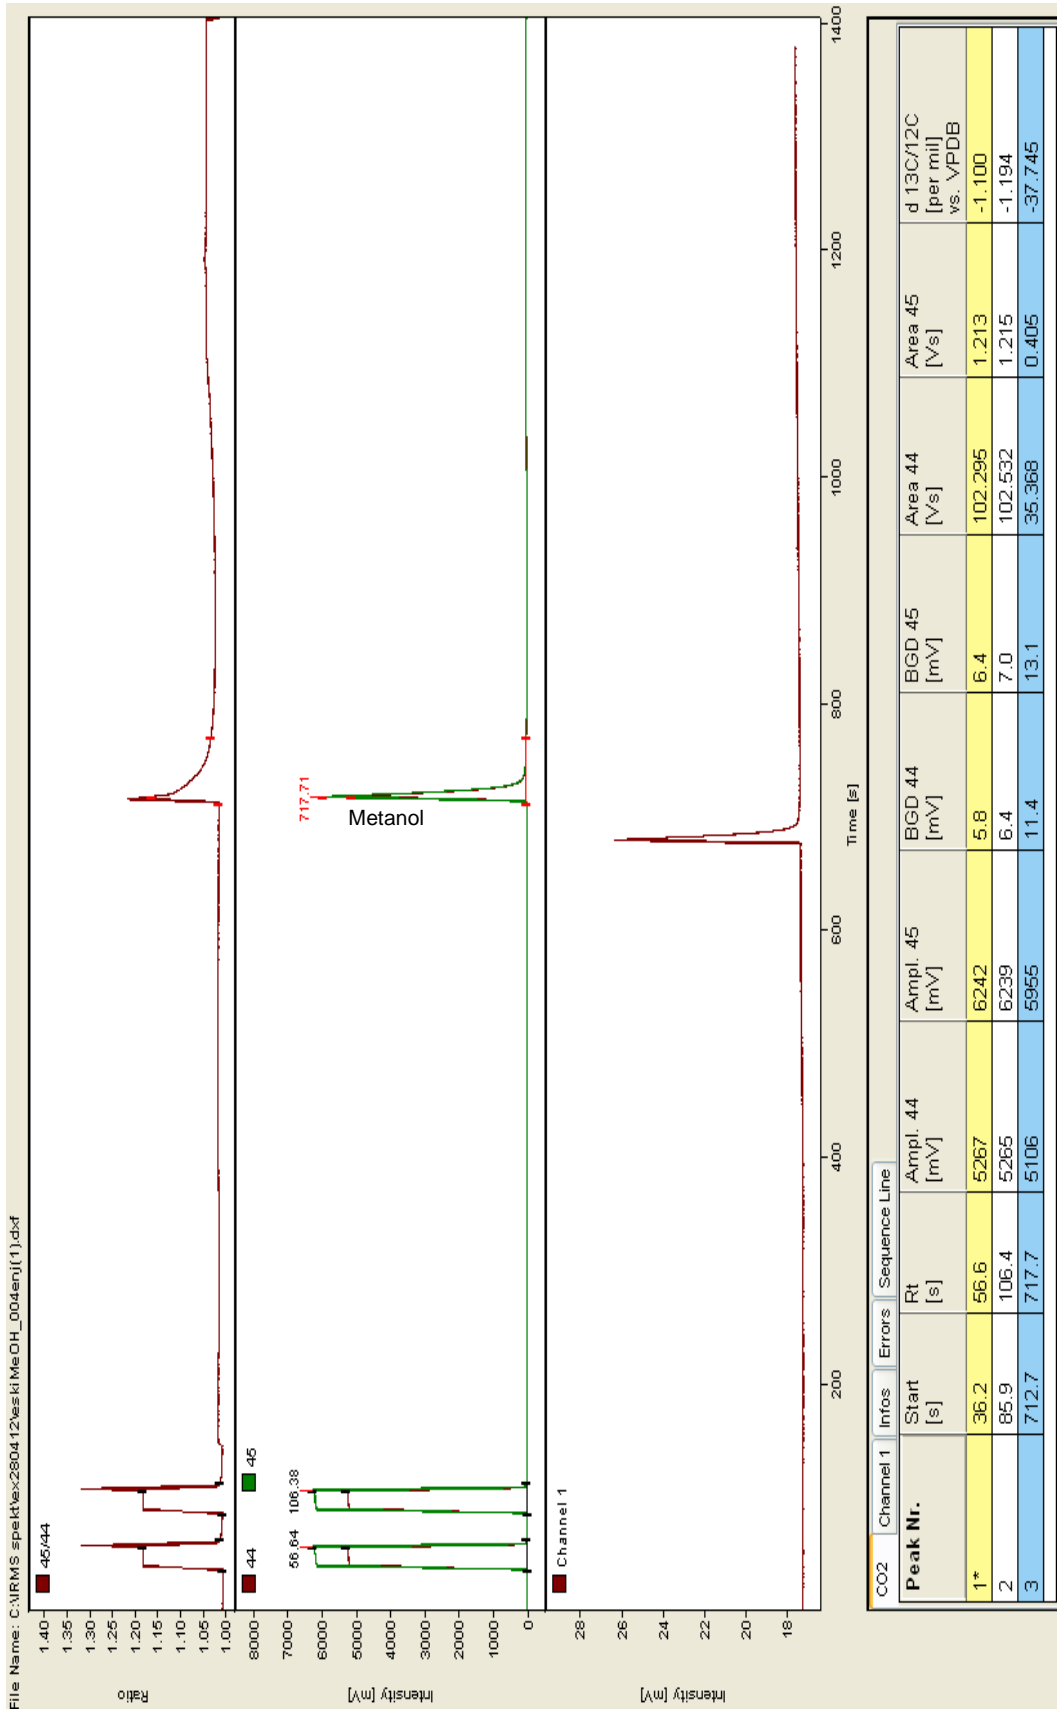 File Name: C:\IRMS spekt\ex280412\eski MeOH_004enj(1).dxf
45/44
Ratio
1.40
1.35
1.30
1.25
1.20
1.15
1.10
1.05
1.00
44 45
Intensity [mV]
8000
6000
4000
2000
1000
0
56.64
106.38
717.71
Metanol
Channel 1
Intensity [mV]
28
26
24
22
20
18
200 400 600 800 1000 1200 1400
Time [s]
CO2 Channel 1 Infos Errors Sequence Line
Peak Nr. Start [s] Rt [s] Ampl. 44 [mV] Ampl. 45 [mV] BGD 44 [mV] BGD 45 [mV] Area 44 [Vs] Area 45 [Vs] d 13C/12C [per mil] vs. VPDB
1* 36.2 56.6 5267 6242 5.8 6.4 102.295 1.213 -1.100
2 85.9 106.4 5265 6239 6.4 7.0 102.532 1.215 -1.194
3 712.7 717.7 5106 5955 11.4 13.1 35.368 0.405 -37.745